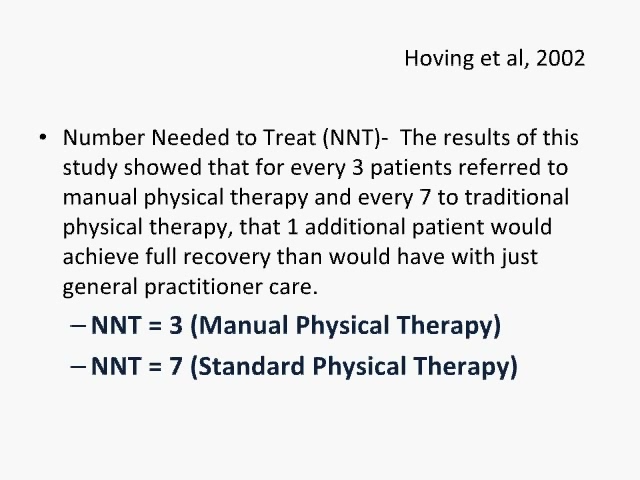 Hoving et al, 2002
• Number Needed to Treat (NNT)-  The results of this
study showed that for every 3 patients referred to
manual physical therapy and every 7 to traditional
physical therapy, that 1 additional patient would
achieve full recovery than would have with just
general practitioner care.
– NNT = 3 (Manual Physical Therapy)
– NNT = 7 (Standard Physical Therapy)